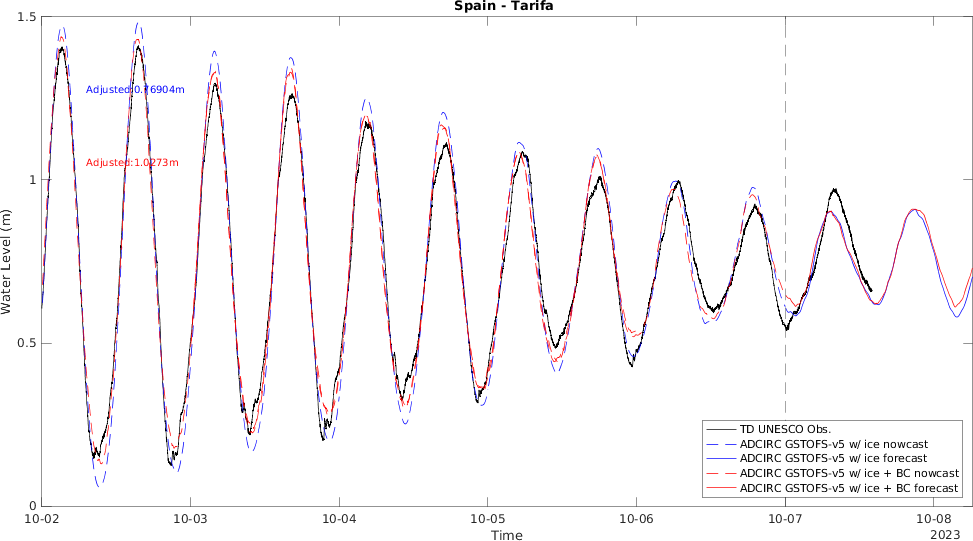 Spain - Tarifa
1.5
Adjusted:0.76904m
Adjusted:1.0273m
1
Water Level (m)
0.5
TD UNESCO Obs.
ADCIRC GSTOFS-v5 w/ ice nowcast
ADCIRC GSTOFS-v5 w/ ice forecast
ADCIRC GSTOFS-v5 w/ ice + BC nowcast
ADCIRC GSTOFS-v5 w/ ice + BC forecast
0
10-02 10-03 10-04 10-05 10-06 10-07 10-08
Time
2023